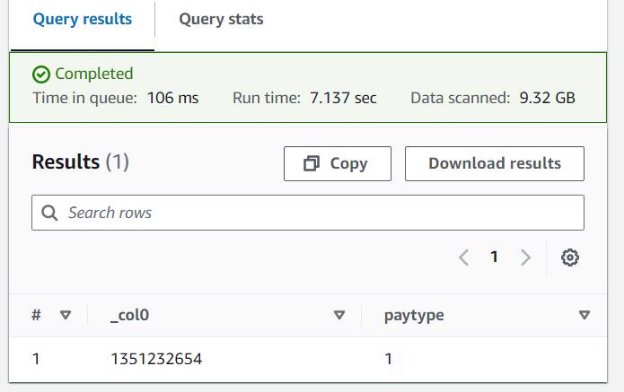 Query results Query stats
Completed
Time in queue: 106 ms Run time: 7.137 sec Data scanned: 9.32 GB
Results (1) Copy Download results
Search rows
1
# _col0 paytype
1 1351232654 1